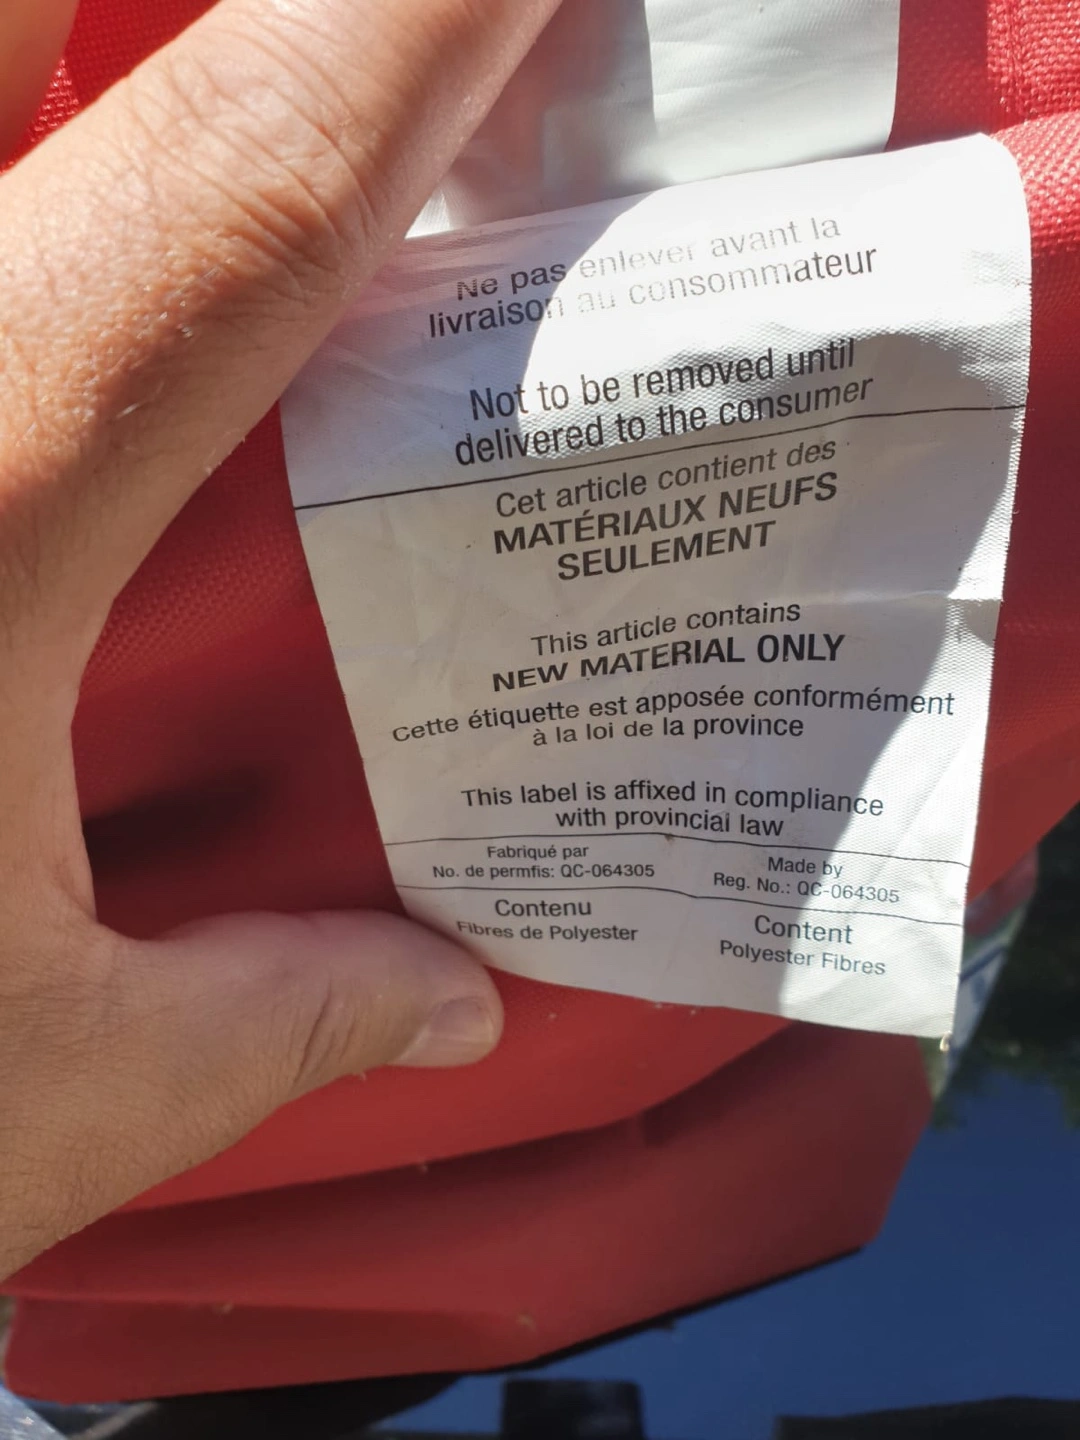 Ne pas enlever avant la
livraison au consommateur
Not to be removed until
delivered to the consumer
Cet article contient des
MATÉRIAUX NEUFS
SEULEMENT
This article contains
NEW MATERIAL ONLY
Cette étiquette est apposée conformément
à la loi de la province
This label is affixed in compliance
with provincial law
Fabriqué par
No. de permfis: QC-064305
Made by
Reg. No.: QC-064305
Contenu
Fibres de Polyester
Content
Polyester Fibres